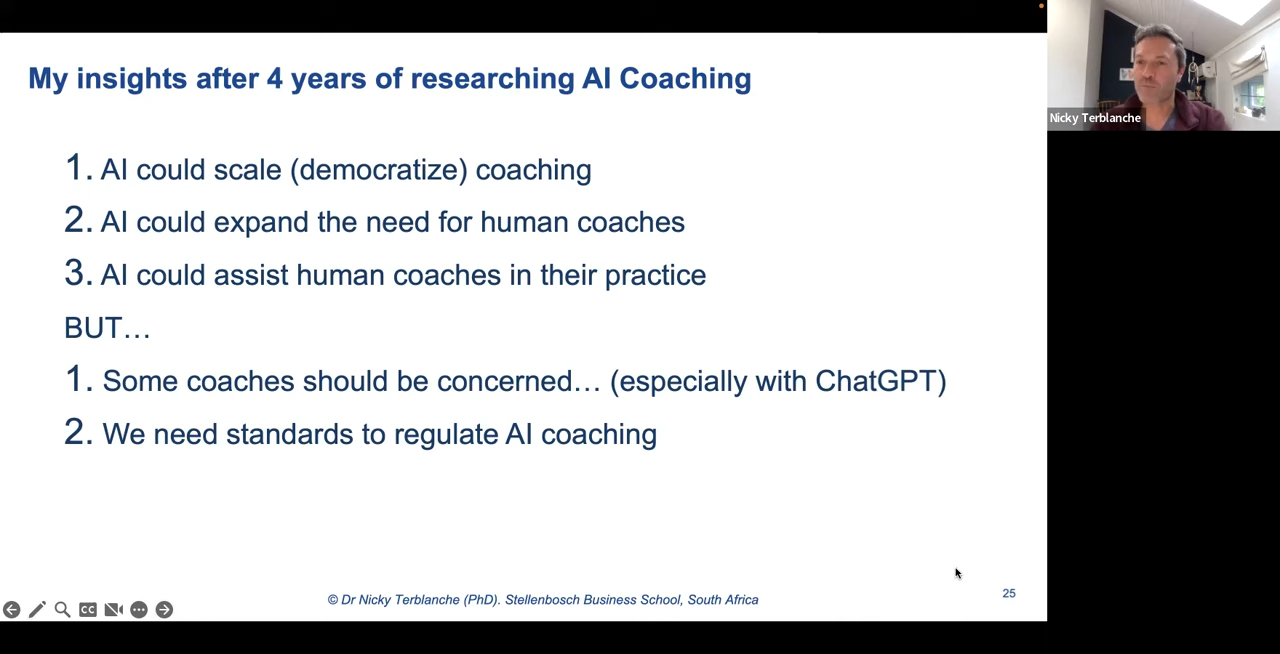 My insights after 4 years of researching AI Coaching
Nicky Terblanche
1. AI could scale (democratize) coaching
2. AI could expand the need for human coaches
3. AI could assist human coaches in their practice
BUT…
1. Some coaches should be concerned… (especially with ChatGPT)
2. We need standards to regulate AI coaching
© Dr Nicky Terblanche (PhD). Stellenbosch Business School, South Africa
25
CC